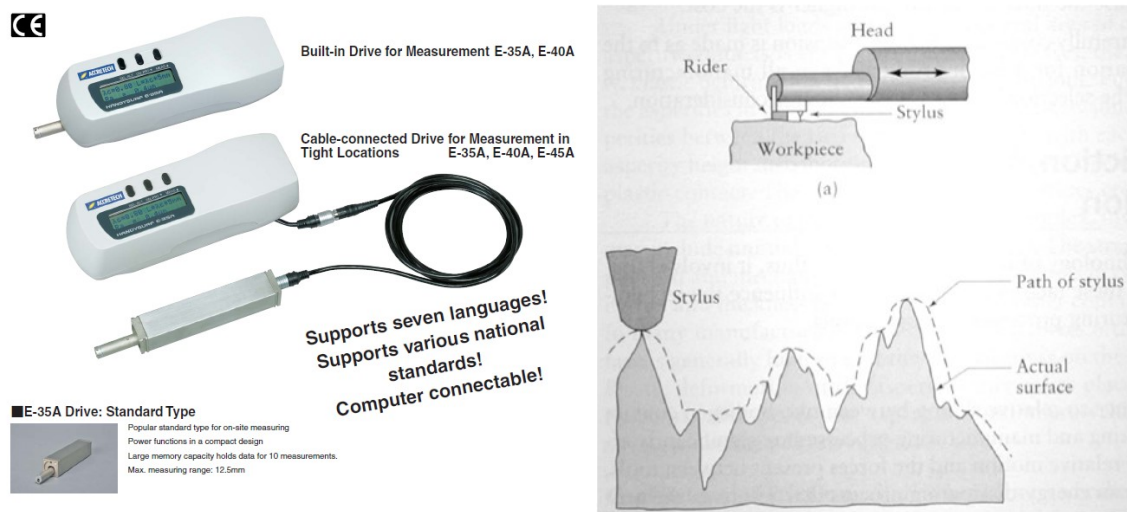 CE
Built-in Drive for Measurement E-35A, E-40A
ACCRETECH
Cable-connected Drive for Measurement in
Tight Locations E-35A, E-40A, E-45A
ACCRETECH
Supports seven languages!
Supports various national
standards!
Computer connectable!
■E-35A Drive: Standard Type
Popular standard type for on-site measuring
Power functions in a compact design
Large memory capacity holds data for 10 measurements.
Max. measuring range: 12.5mm
Head
Rider
Stylus
Workpiece
(a)
Stylus
Path of stylus
Actual
surface